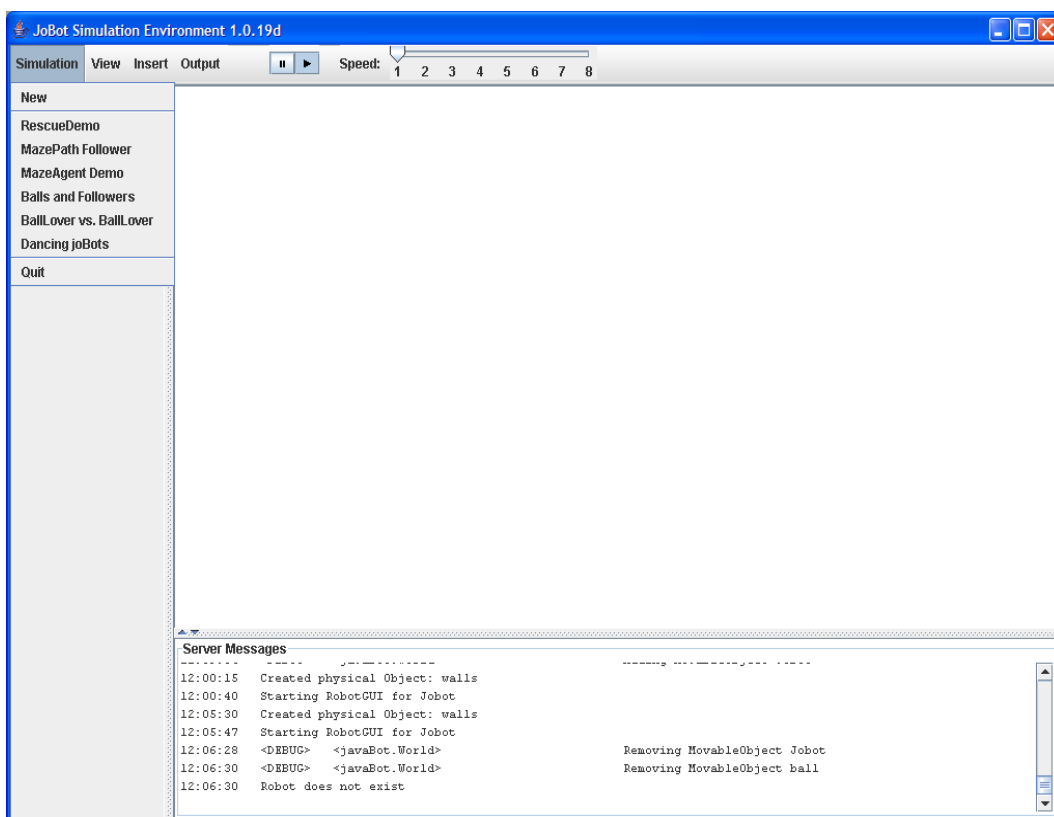 JoBot Simulation Environment 1.0.19d
Simulation View Insert Output Speed: 1 2 3 4 5 6 7 8
New
RescueDemo
MazePath Follower
MazeAgent Demo
Balls and Followers
BallLover vs. BallLover
Dancing joBots
Quit
Server Messages
12:00:15 Created physical Object: walls
12:00:40 Starting RobotGUI for Jobot
12:05:30 Created physical Object: walls
12:05:47 Starting RobotGUI for Jobot
12:06:28 <DEBUG> <javaBot.World> Removing MovableObject Jobot
12:06:30 <DEBUG> <javaBot.World> Removing MovableObject ball
12:06:30 Robot does not exist